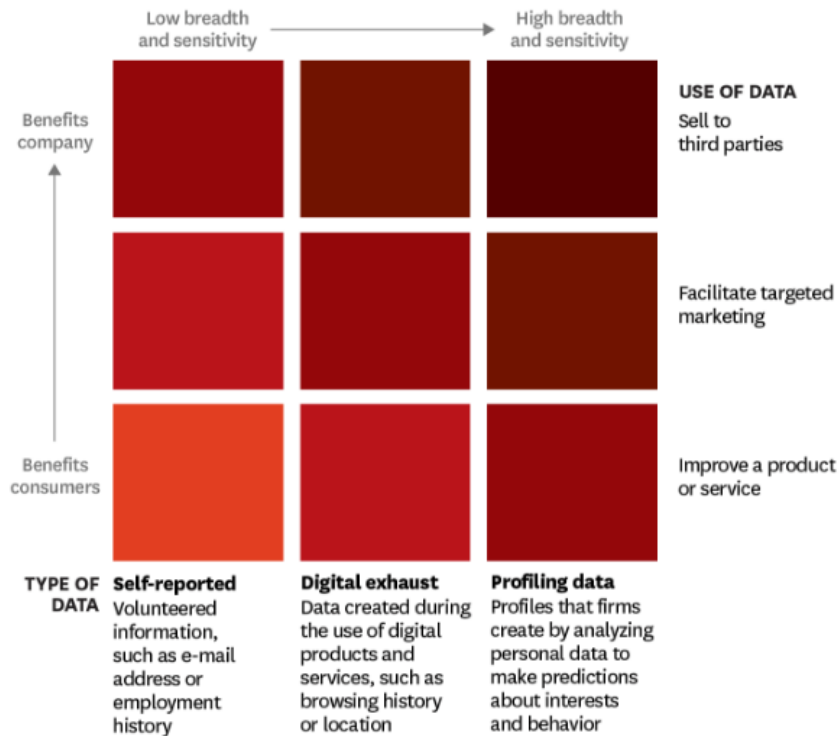 Low breadth
and sensitivity
High breadth
and sensitivity
USE OF DATA
Benefits
company
Sell to
third parties
Facilitate targeted
marketing
Benefits
consumers
Improve a product
or service
TYPE OF
DATA
Self-reported
Volunteered
information,
such as e-mail
address or
employment
history
Digital exhaust
Data created during
the use of digital
products and
services, such as
browsing history
or location
Profiling data
Profiles that firms
create by analyzing
personal data to
make predictions
about interests
and behavior